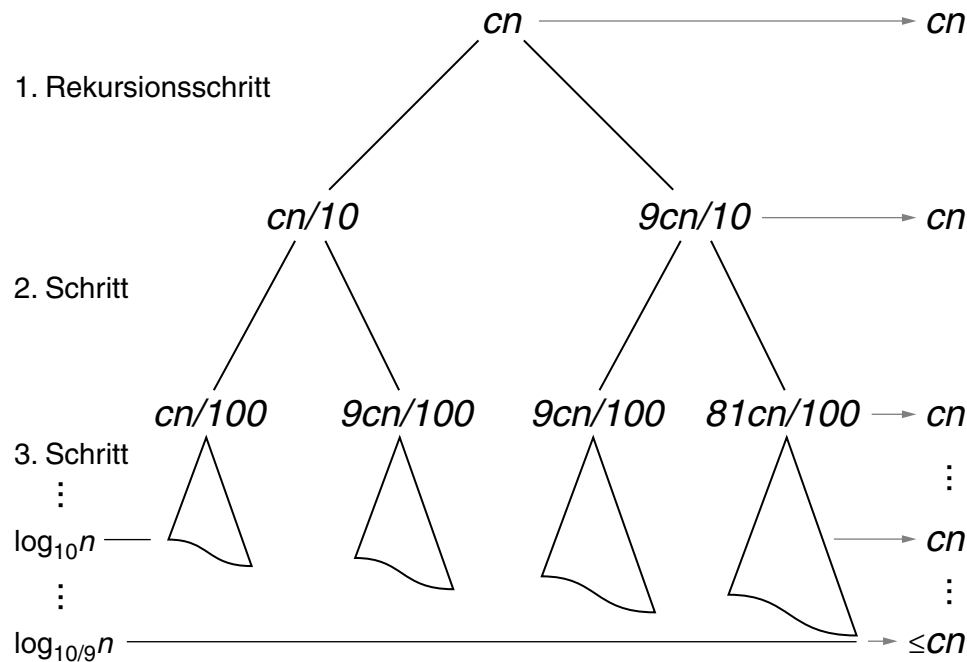 cn cn
1. Rekursionsschritt
cn/10 9cn/10 cn
2. Schritt
cn/100 9cn/100 9cn/100 81cn/100 cn
3. Schritt
⋮ ⋮
log₁₀n cn
⋮ ⋮
log₁₀/₉n ≤cn